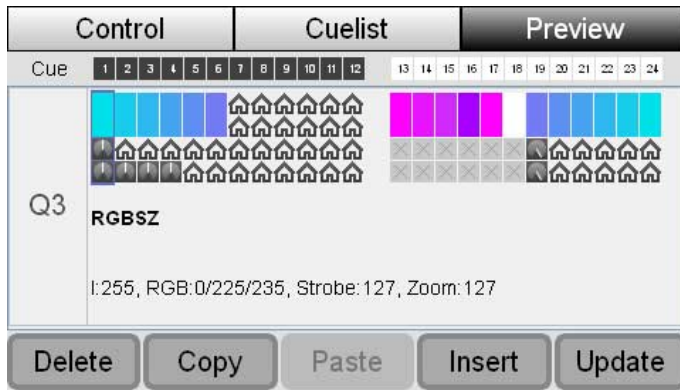 Control Cuelist Preview
Cue 1 2 3 4 5 6 7 8 9 10 11 12 13 14 15 16 17 18 19 20 21 22 23 24
Q3
RGBSZ
I:255, RGB:0/225/235, Strobe:127, Zoom:127
Delete Copy Paste Insert Update